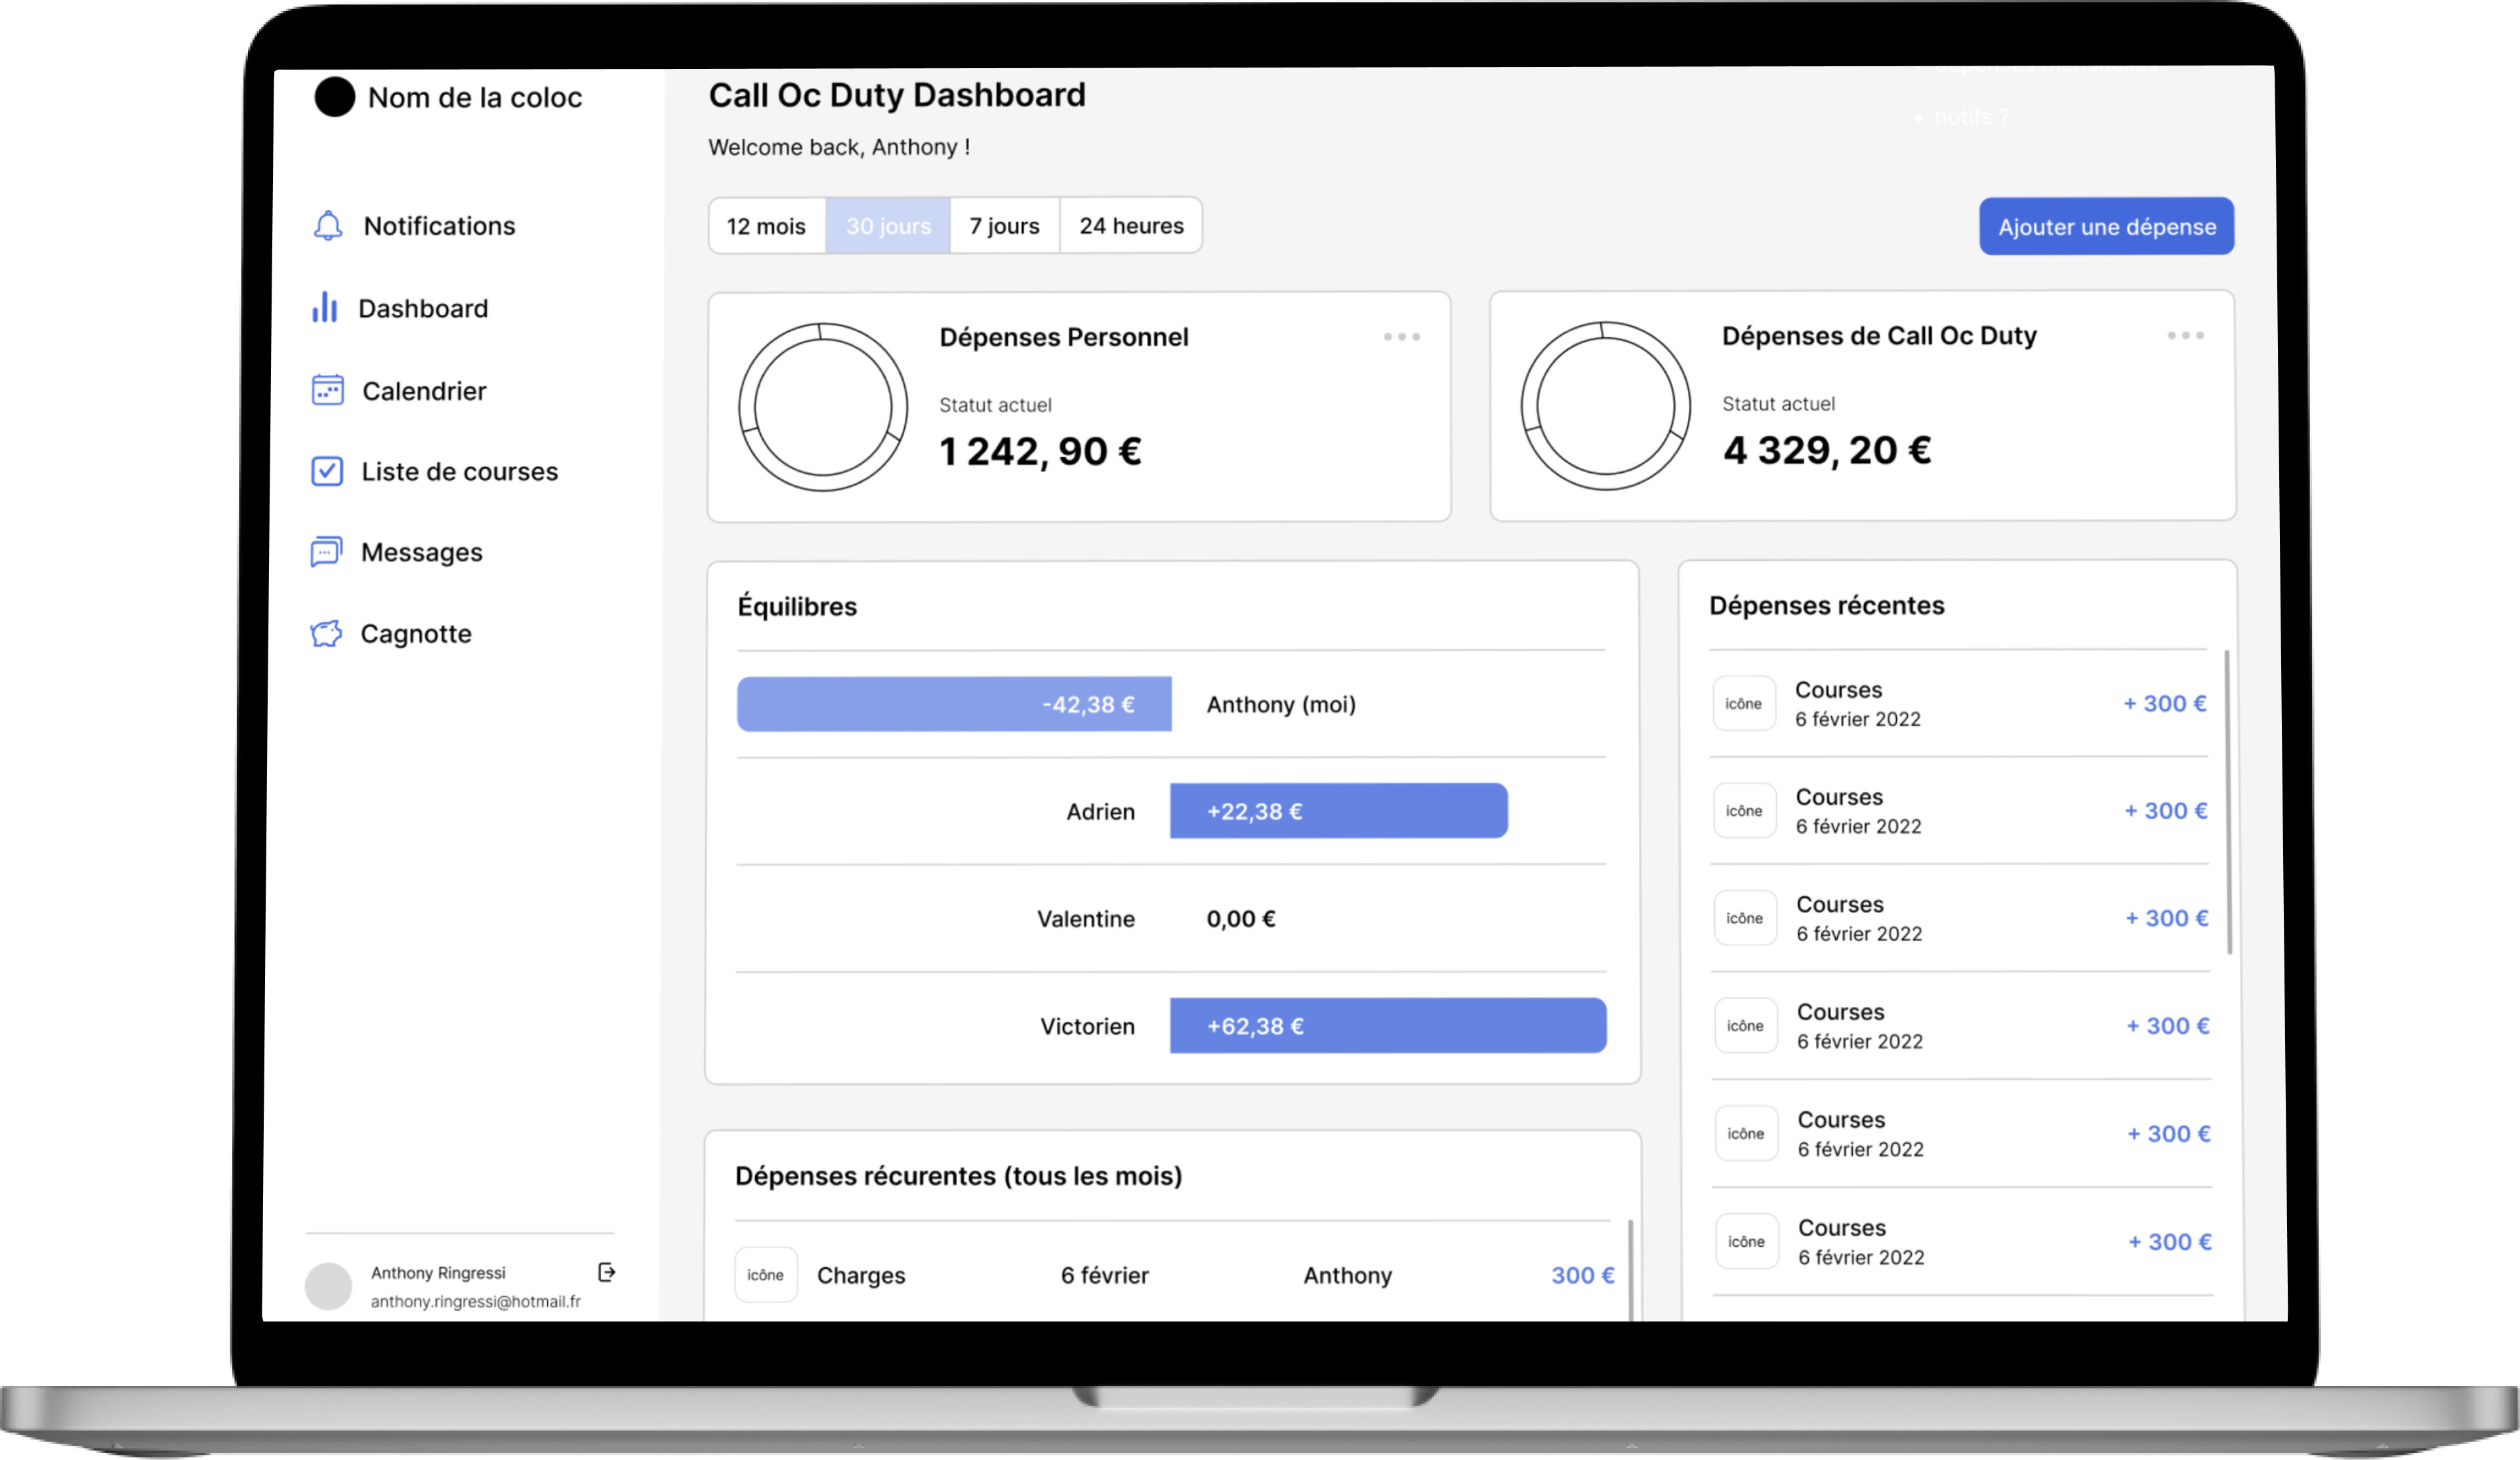 Nom de la coloc
Notifications
Dashboard
Calendrier
Liste de courses
Messages
Cagnotte
Anthony Ringressi
anthony.ringressi@hotmail.fr
Call Oc Duty Dashboard
Welcome back, Anthony !
• notifs ?
12 mois
30 jours
7 jours
24 heures
Ajouter une dépense
Dépenses Personnel
Statut actuel
1 242, 90 €
Dépenses de Call Oc Duty
Statut actuel
4 329, 20 €
Équilibres
-42,38 € Anthony (moi)
Adrien +22,38 €
Valentine 0,00 €
Victorien +62,38 €
Dépenses récurentes (tous les mois)
icône Charges 6 février Anthony 300 €
Dépenses récentes
icône Courses + 300 €
6 février 2022
icône Courses + 300 €
6 février 2022
icône Courses + 300 €
6 février 2022
icône Courses + 300 €
6 février 2022
icône Courses + 300 €
6 février 2022
icône Courses + 300 €
6 février 2022